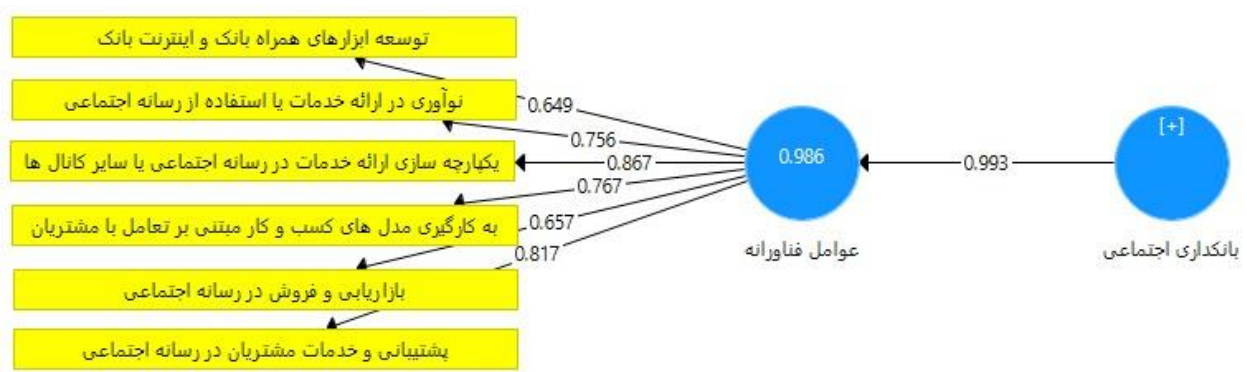 توسعه ابزارهای همراه بانک و اینترنت بانک
نوآوری در ارائه خدمات یا استفاده از رسانه اجتماعی
یکپارچه سازی ارائه خدمات در رسانه اجتماعی یا سایر کانال ها
به کارگیری مدل های کسب و کار مبتنی بر تعامل با مشتریان
بازاریابی و فروش در رسانه اجتماعی
پشتیبانی و خدمات مشتریان در رسانه اجتماعی
0.649
0.756
0.867
0.767
0.657
0.817
0.986
عوامل فناورانه
0.993
[+]
بانکداری اجتماعی